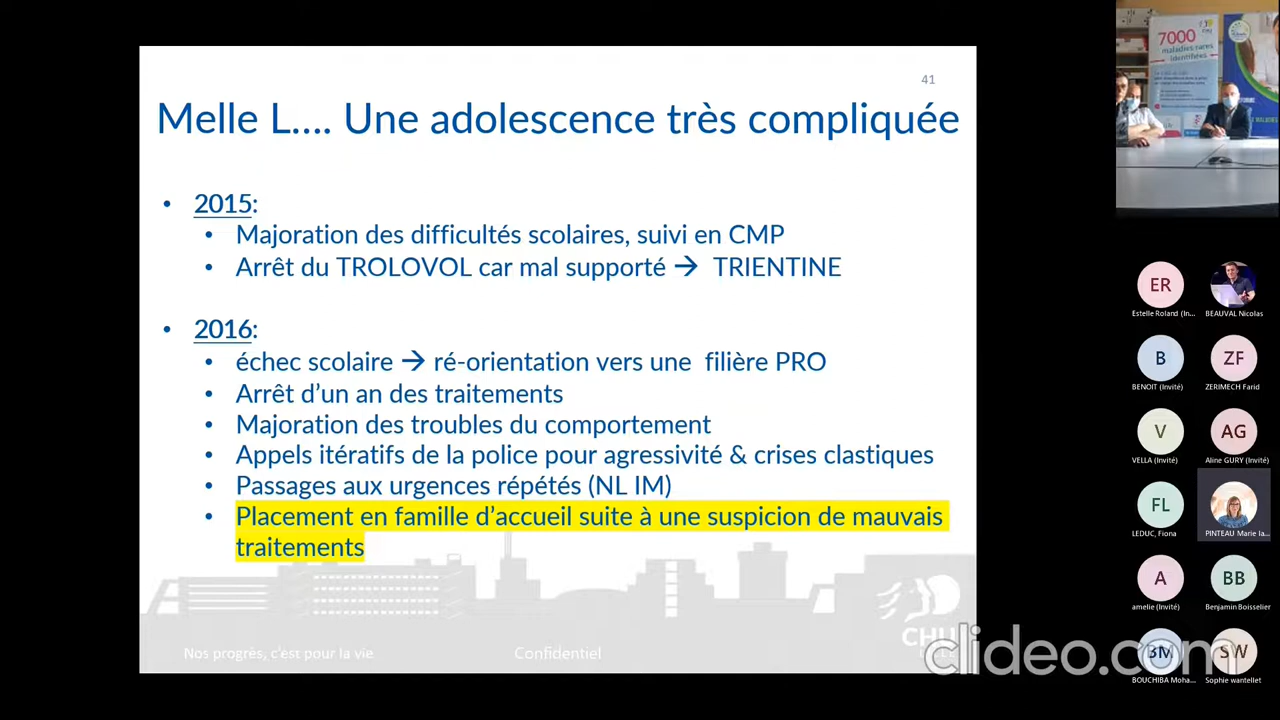 41
Melle L.... Une adolescence très compliquée
• 2015:
• Majoration des difficultés scolaires, suivi en CMP
• Arrêt du TROLOVOL car mal supporté → TRIENTINE
• 2016:
• échec scolaire → ré-orientation vers une filière PRO
• Arrêt d'un an des traitements
• Majoration des troubles du comportement
• Appels itératifs de la police pour agressivité & crises clastiques
• Passages aux urgences répétés (NL IM)
• Placement en famille d'accueil suite à une suspicion de mauvais
traitements
Nos progrès, c'est pour la vie
Confidentiel
CHU
clideo.com
7000
maladies rares
identifiées
ER
Estelle Roland (In...
BEAUVAL Nicolas
B
BENOIT (Invité)
ZF
ZERIMECH Farid
V
VELLA (Invité)
AG
Aline GURY (Invité)
FL
LEDUC, Fiona
PINTEAU Marie la...
A
amelie (Invité)
BB
Benjamin Boisselier
BM
BOUCHIBA Moha...
SW
Sophie wantellet